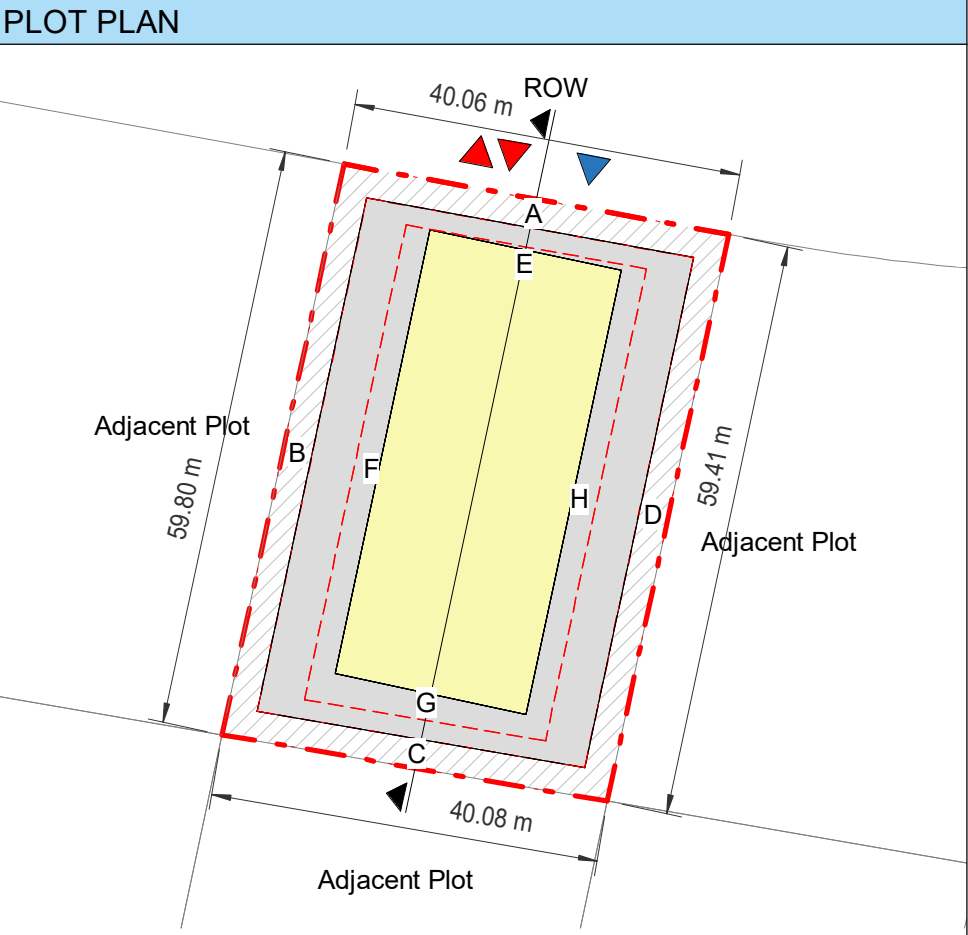 PLOT PLAN
ROW
40.06 m
A
E
Adjacent Plot
B
F
59.80 m
H
D
59.41 m
Adjacent Plot
G
C
40.08 m
Adjacent Plot